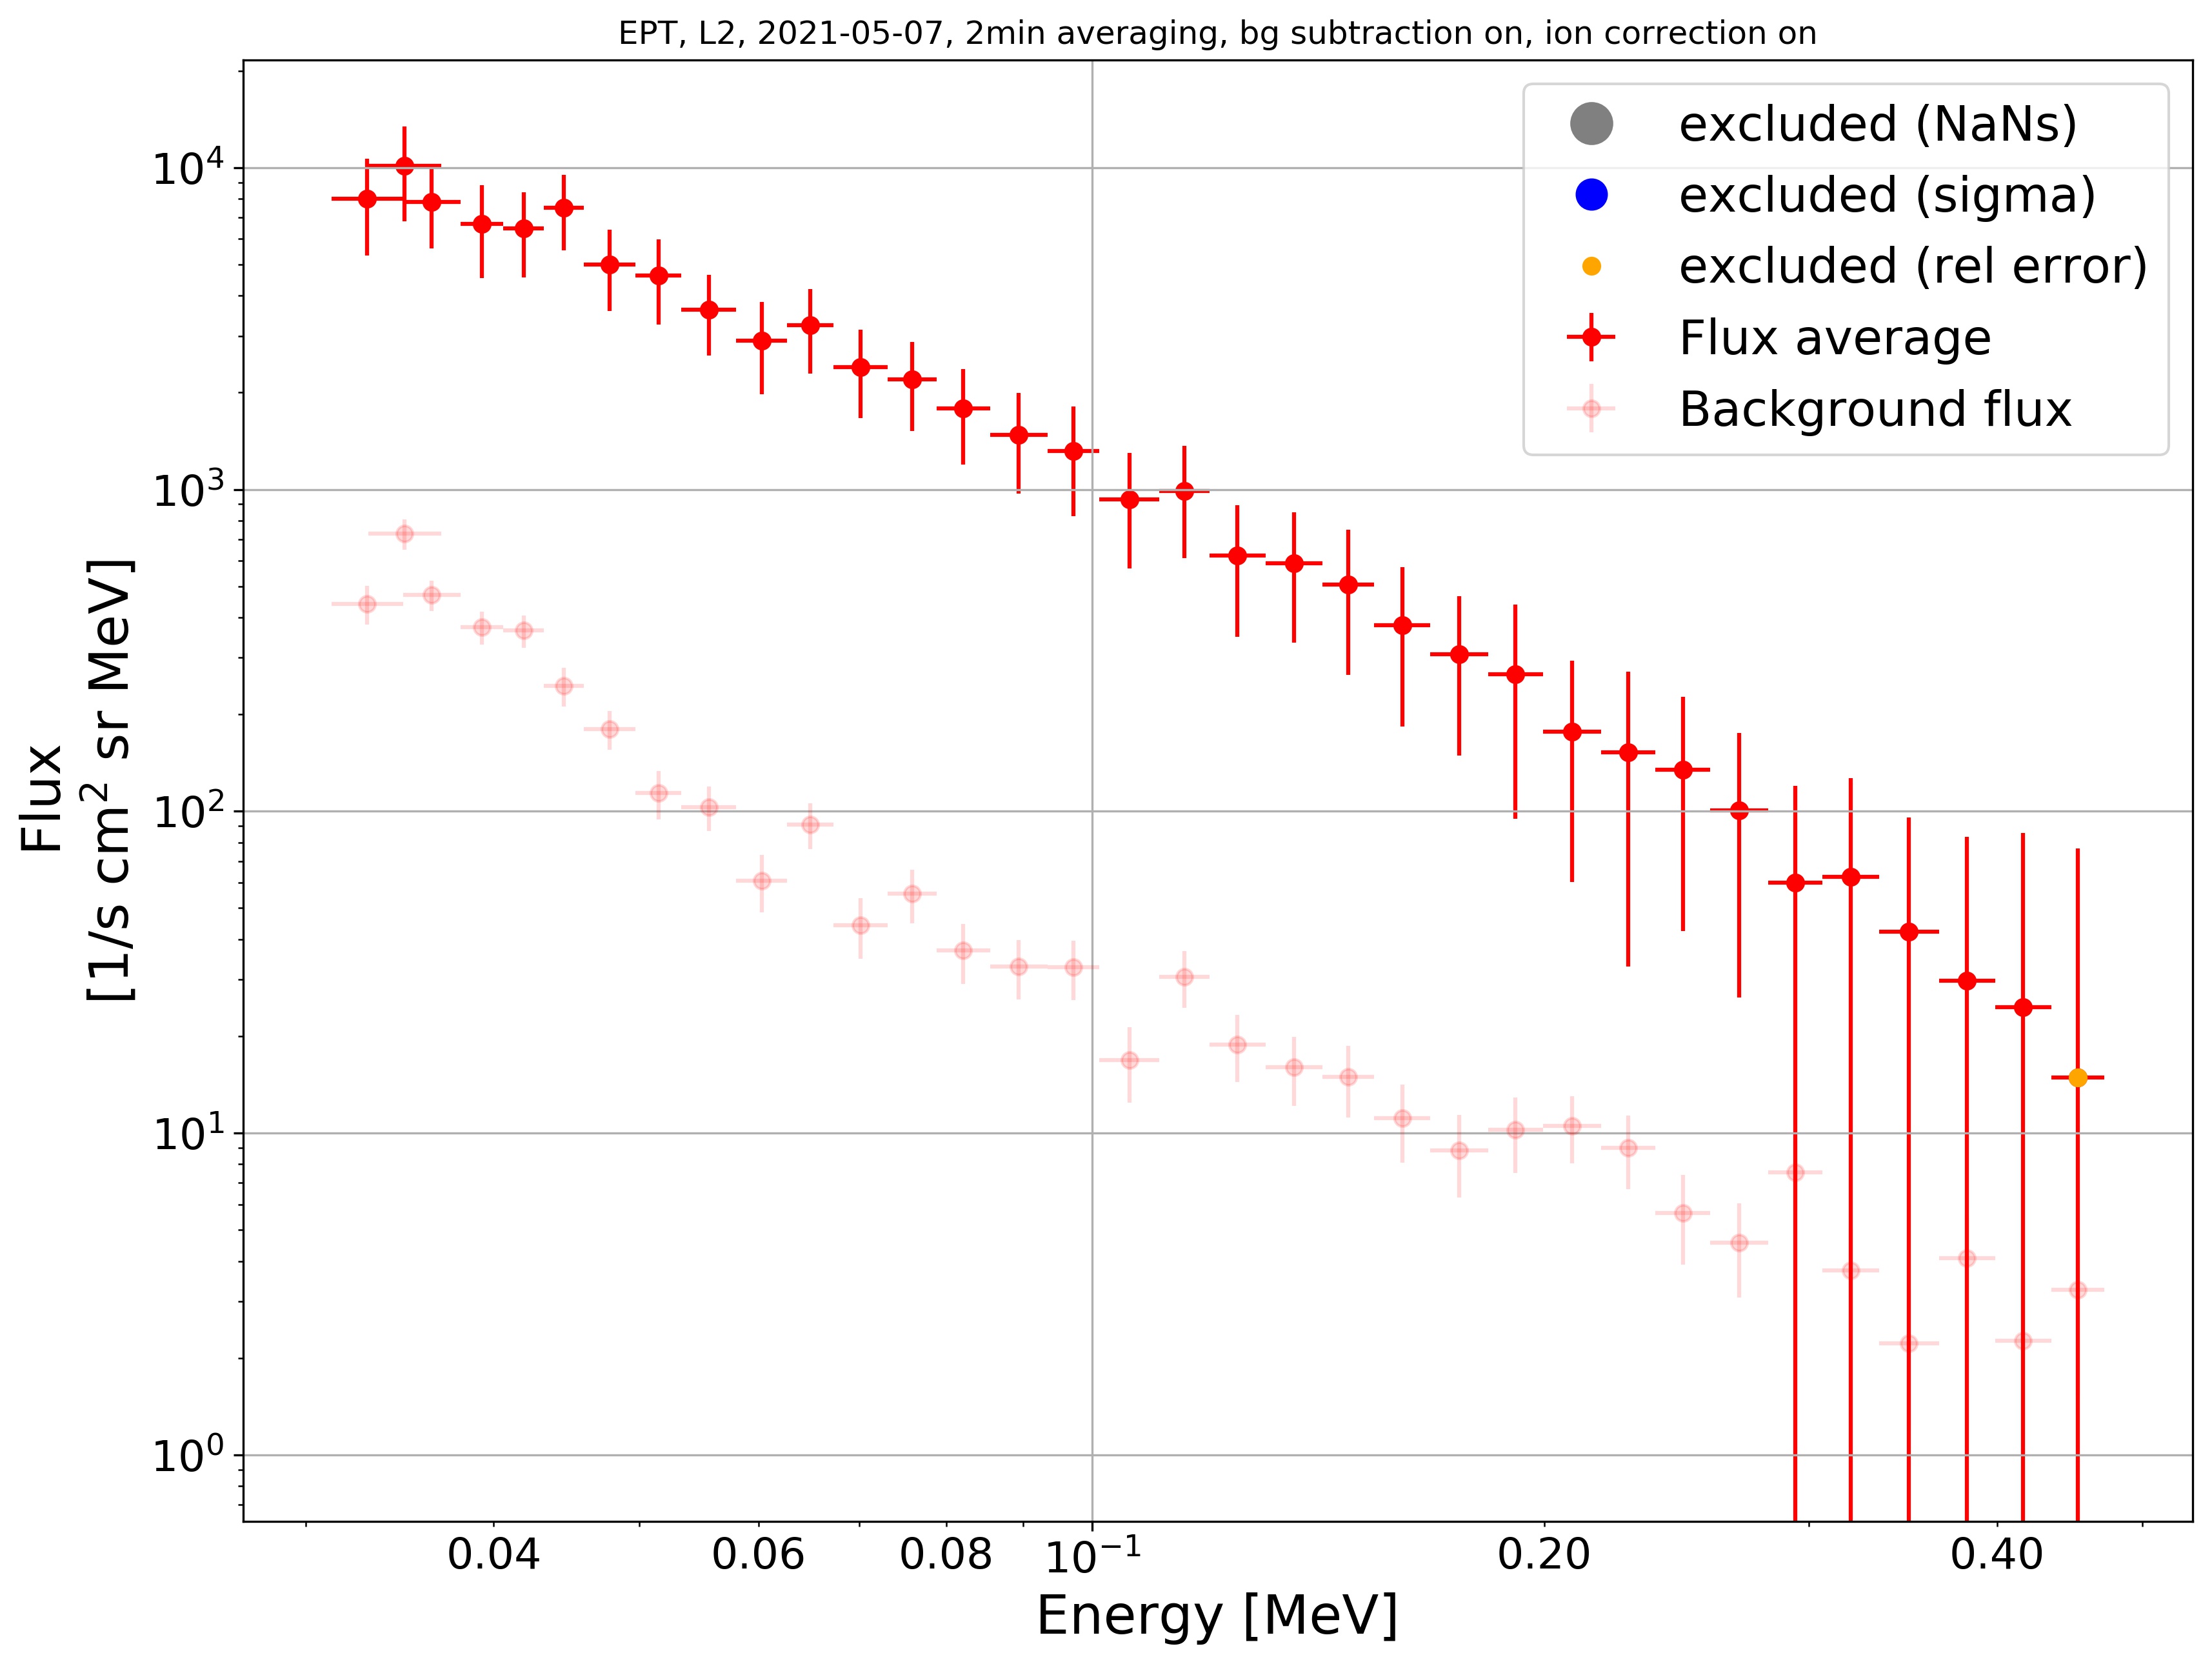 EPT, L2, 2021-05-07, 2min averaging, bg subtraction on, ion correction on
excluded (NaNs)
excluded (sigma)
excluded (rel error)
Flux average
Background flux
Flux
[1/s cm² sr MeV]
10⁴
10³
10²
10¹
10⁰
0.04
0.06
0.08
10⁻¹
0.20
0.40
Energy [MeV]